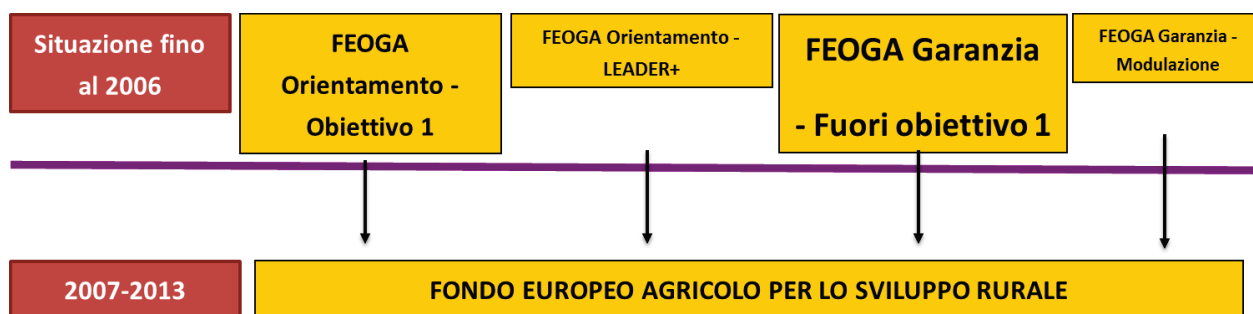 Situazione fino
al 2006
FEOGA
Orientamento -
Obiettivo 1
FEOGA Orientamento -
LEADER+
FEOGA Garanzia
- Fuori obiettivo 1
FEOGA Garanzia -
Modulazione
2007-2013
FONDO EUROPEO AGRICOLO PER LO SVILUPPO RURALE